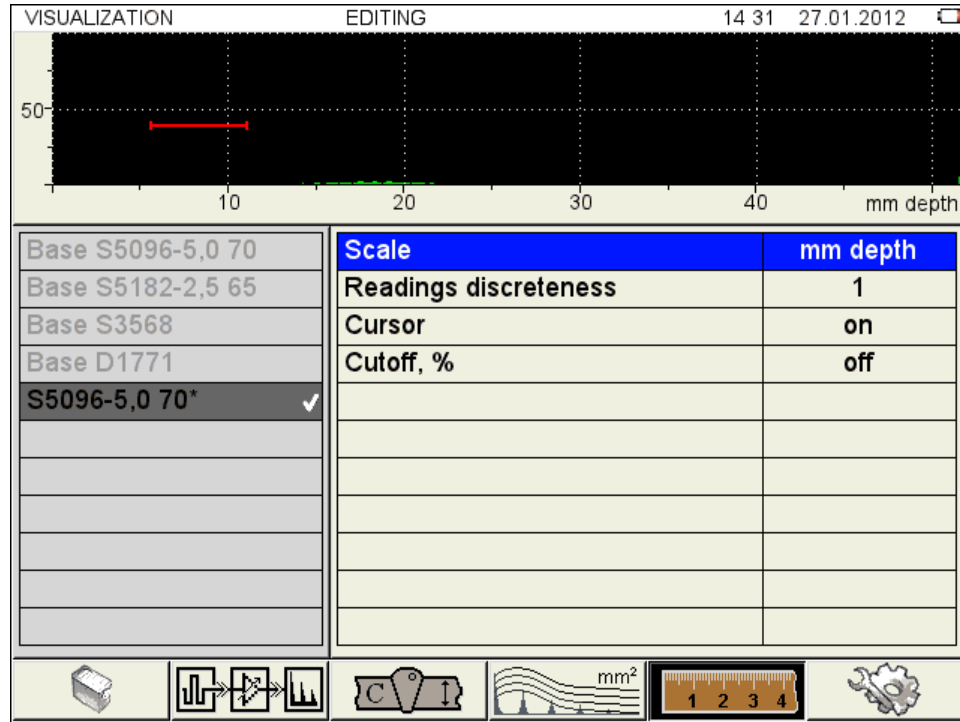 VISUALIZATION EDITING 14 31 27.01.2012
50
10 20 30 40 mm depth
Base S5096-5,0 70
Base S5182-2,5 65
Base S3568
Base D1771
S5096-5,0 70*
Scale mm depth
Readings discreteness 1
Cursor on
Cutoff, % off
C
mm²
1 2 3 4